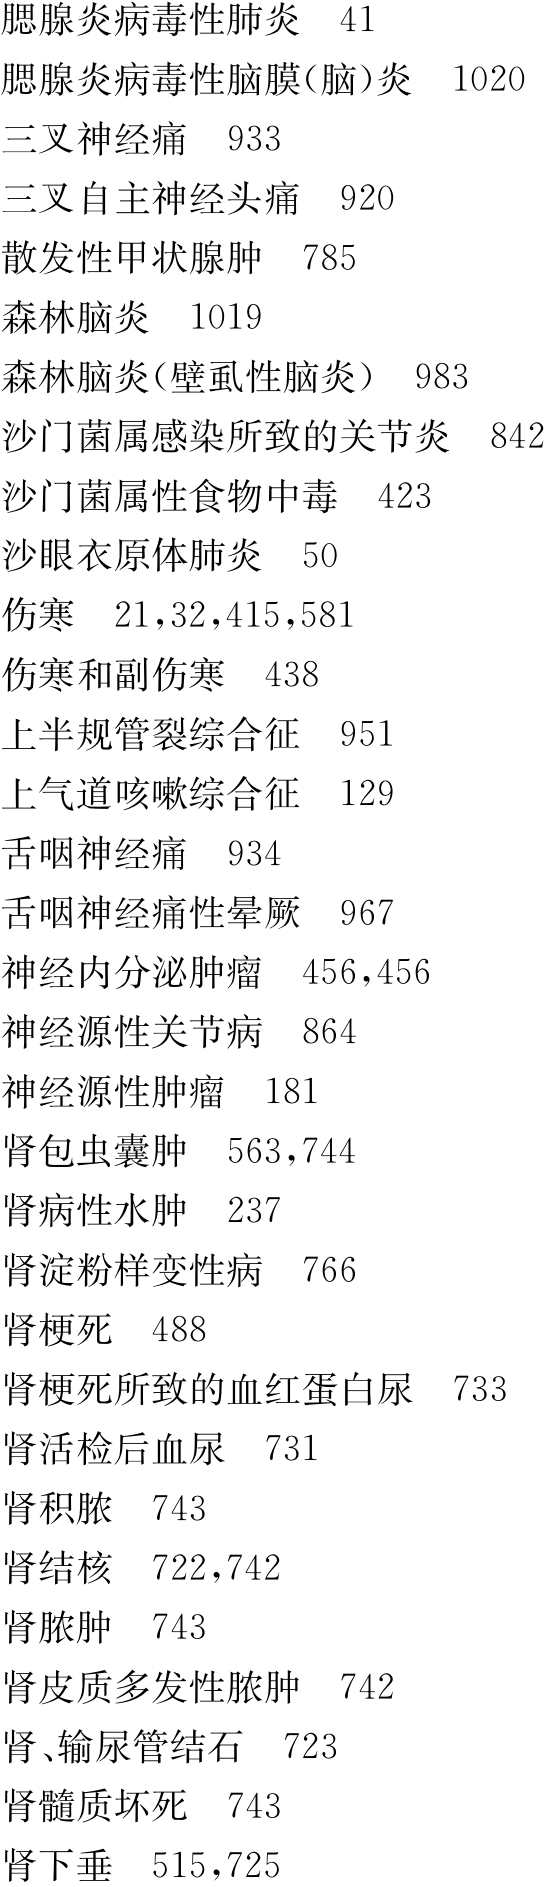 腮腺炎病毒性肺炎　41
腮腺炎病毒性脑膜(脑)炎　1020
三叉神经痛　933
三叉自主神经头痛　920
散发性甲状腺肿　785
森林脑炎　1019
森林脑炎(壁虱性脑炎)　983
沙门菌属感染所致的关节炎　842
沙门菌属性食物中毒　423
沙眼衣原体肺炎　50
伤寒　21,32,415,581
伤寒和副伤寒　438
上半规管裂综合征　951
上气道咳嗽综合征　129
舌咽神经痛　934
舌咽神经痛性晕厥　967
神经内分泌肿瘤　456,456
神经源性关节病　864
神经源性肿瘤　181
肾包虫囊肿　563,744
肾病性水肿　237
肾淀粉样变性病　766
肾梗死　488
肾梗死所致的血红蛋白尿　733
肾活检后血尿　731
肾积脓　743
肾结核　722,742
肾脓肿　743
肾皮质多发性脓肿　742
肾、输尿管结石　723
肾髓质坏死　743
肾下垂　515,725